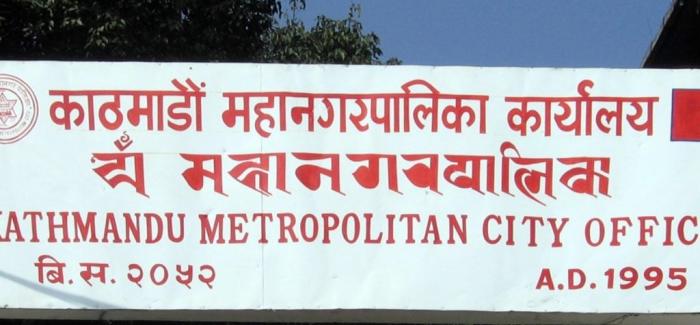 काठमाडौं महानगरपालिका कार्यालय
𑐩𑐴𑐵𑐣𑐐𑐬𑐥𑐵𑐮𑐶𑐎𑐵
KATHMANDU METROPOLITAN CITY OFFIC
बि.स. २०५२ A.D.1995